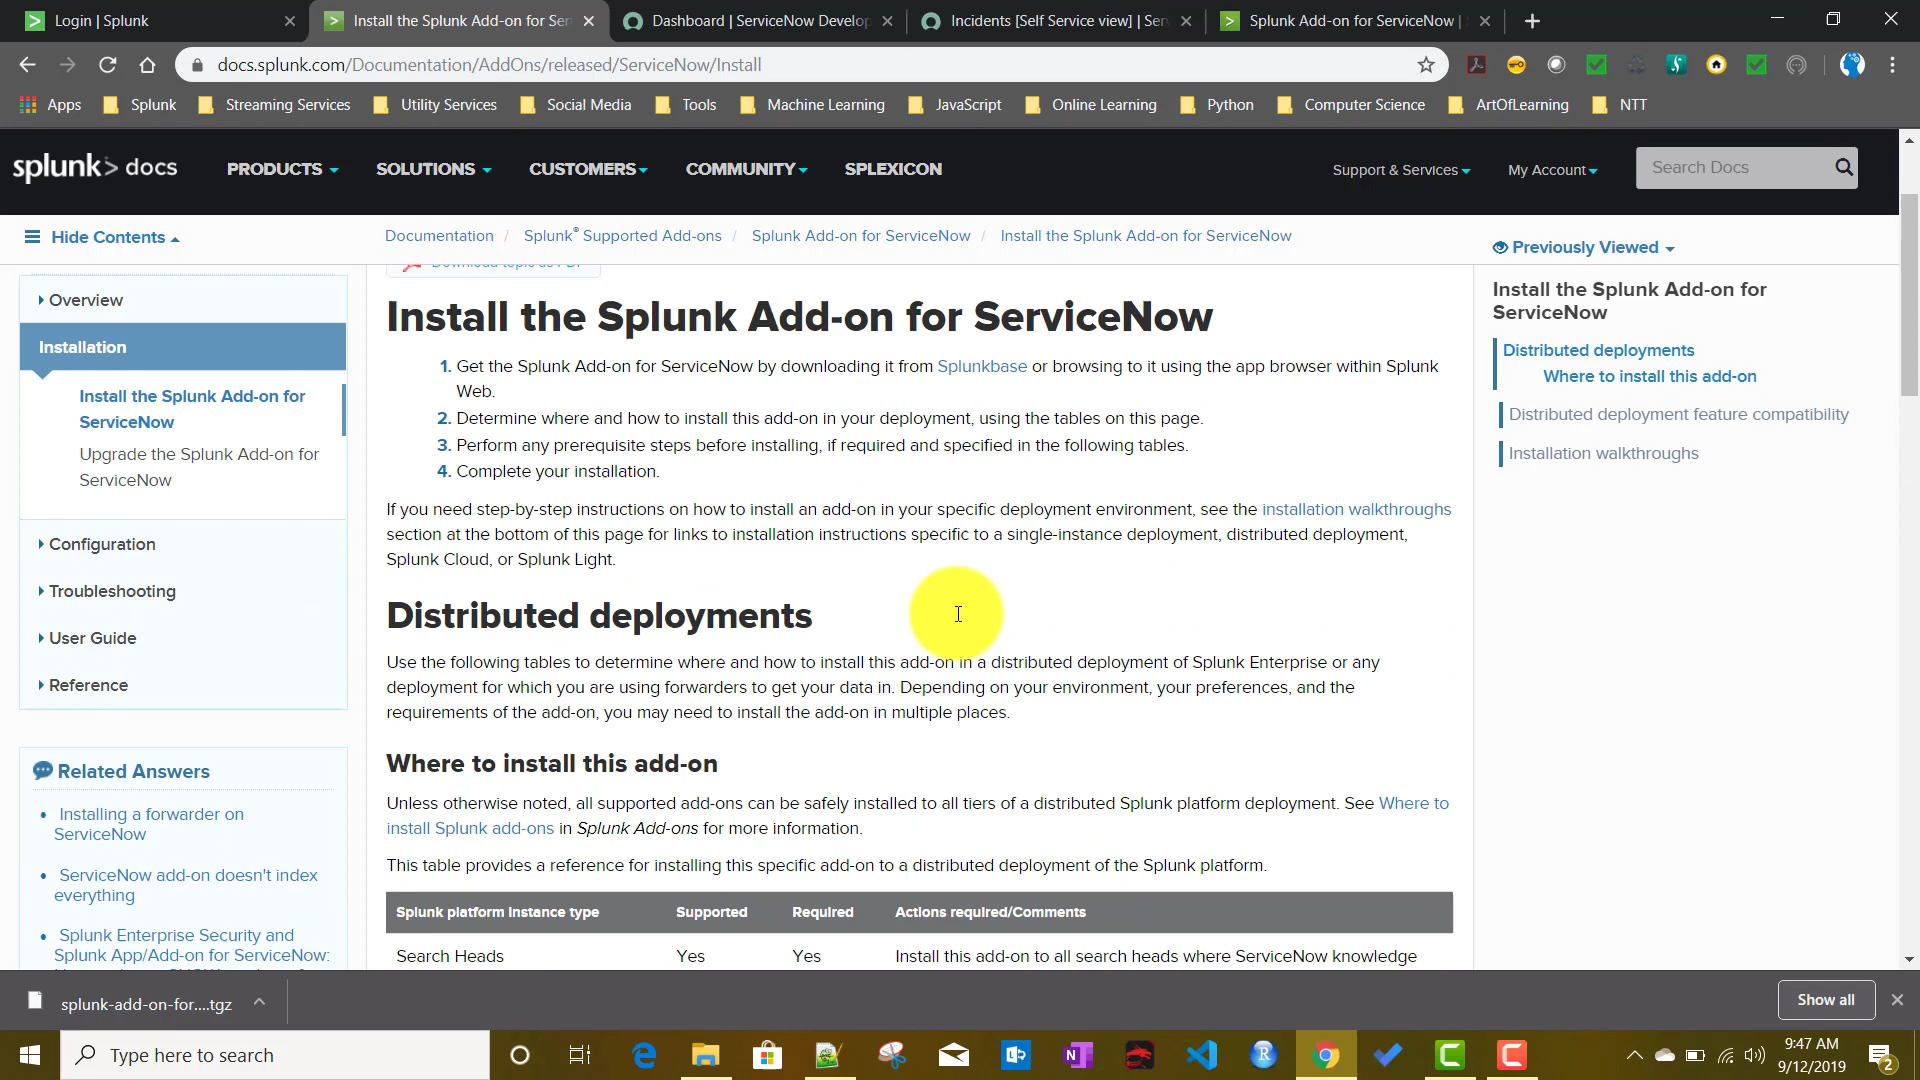 Login | Splunk
Install the Splunk Add-on for Ser
Dashboard | ServiceNow Develop
Incidents [Self Service view] | Ser
Splunk Add-on for ServiceNow |
docs.splunk.com/Documentation/AddOns/released/ServiceNow/Install
Apps Splunk Streaming Services Utility Services Social Media Tools Machine Learning JavaScript Online Learning Python Computer Science ArtOfLearning NTT
splunk> docs PRODUCTS SOLUTIONS CUSTOMERS COMMUNITY SPLEXICON Support & Services My Account Search Docs
Hide Contents
Documentation / Splunk® Supported Add-ons / Splunk Add-on for ServiceNow / Install the Splunk Add-on for ServiceNow
Previously Viewed
Overview
Installation
Install the Splunk Add-on for
ServiceNow
Upgrade the Splunk Add-on for
ServiceNow
Configuration
Troubleshooting
User Guide
Reference
Related Answers
Installing a forwarder on
ServiceNow
ServiceNow add-on doesn't index
everything
Splunk Enterprise Security and
Splunk App/Add-on for ServiceNow:
Download topic as PDF
Install the Splunk Add-on for ServiceNow
1. Get the Splunk Add-on for ServiceNow by downloading it from Splunkbase or browsing to it using the app browser within Splunk
Web.
2. Determine where and how to install this add-on in your deployment, using the tables on this page.
3. Perform any prerequisite steps before installing, if required and specified in the following tables.
4. Complete your installation.
If you need step-by-step instructions on how to install an add-on in your specific deployment environment, see the installation walkthroughs
section at the bottom of this page for links to installation instructions specific to a single-instance deployment, distributed deployment,
Splunk Cloud, or Splunk Light.
Distributed deployments
Use the following tables to determine where and how to install this add-on in a distributed deployment of Splunk Enterprise or any
deployment for which you are using forwarders to get your data in. Depending on your environment, your preferences, and the
requirements of the add-on, you may need to install the add-on in multiple places.
Where to install this add-on
Unless otherwise noted, all supported add-ons can be safely installed to all tiers of a distributed Splunk platform deployment. See Where to
install Splunk add-ons in Splunk Add-ons for more information.
This table provides a reference for installing this specific add-on to a distributed deployment of the Splunk platform.
Splunk platform instance type Supported Required Actions required/Comments
Search Heads Yes Yes Install this add-on to all search heads where ServiceNow knowledge
Install the Splunk Add-on for
ServiceNow
Distributed deployments
Where to install this add-on
Distributed deployment feature compatibility
Installation walkthroughs
splunk-add-on-for....tgz
Show all
Type here to search
9:47 AM
9/12/2019
2